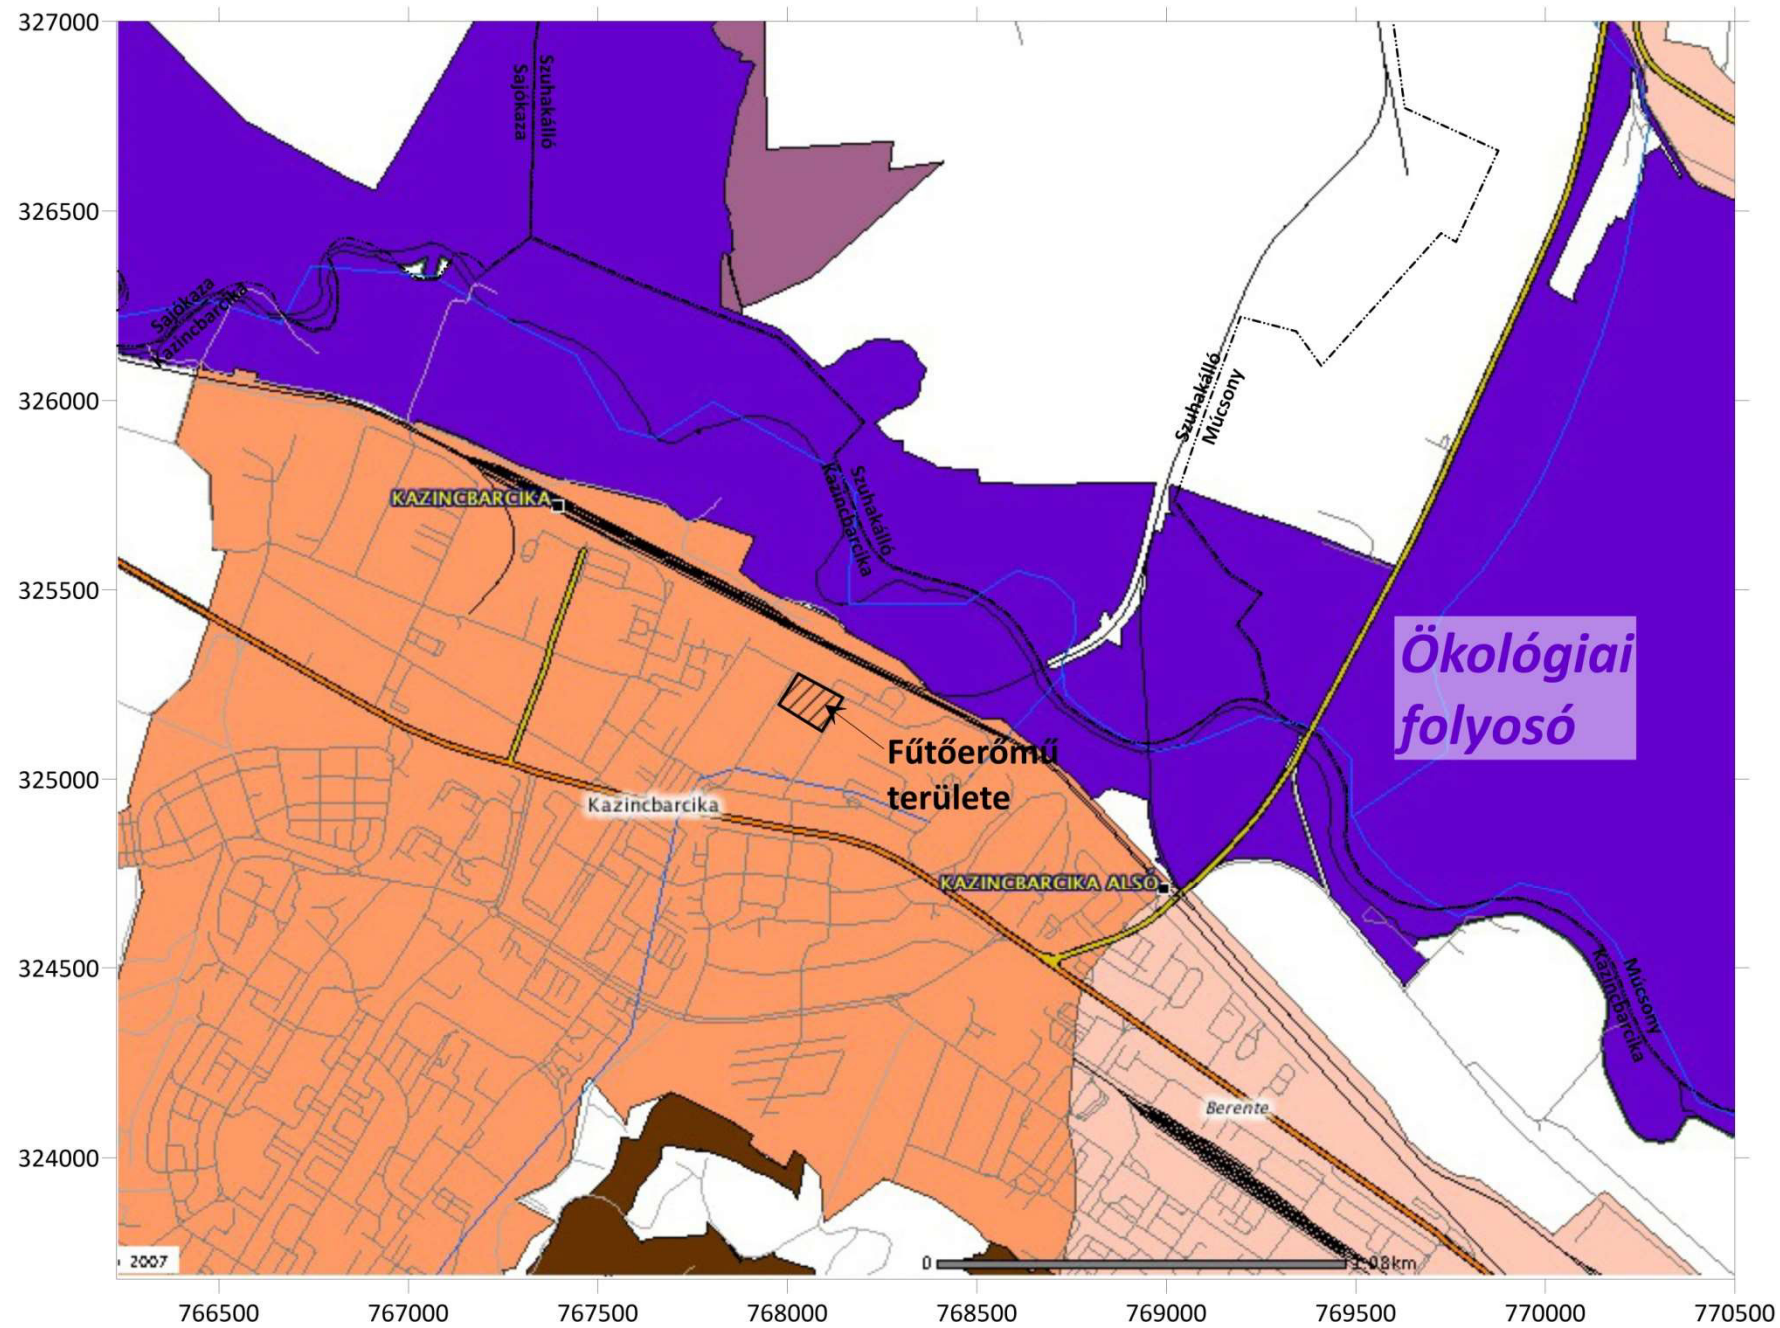 327000
326500
326000
325500
325000
324500
324000
Sajókaza
Szuhakálló
Sajókaza
Kazincbarcika
Szuhakálló
Múcsony
KAZINCBARCIKA
Szuhakálló
Kazincbarcika
Ökológiai
folyosó
Fűtőerőmű
területe
Kazincbarcika
KAZINCBARCIKA ALSÓ
Múcsony
Kazincbarcika
Berente
2007
0
1.08km
766500 767000 767500 768000 768500 769000 769500 770000 770500